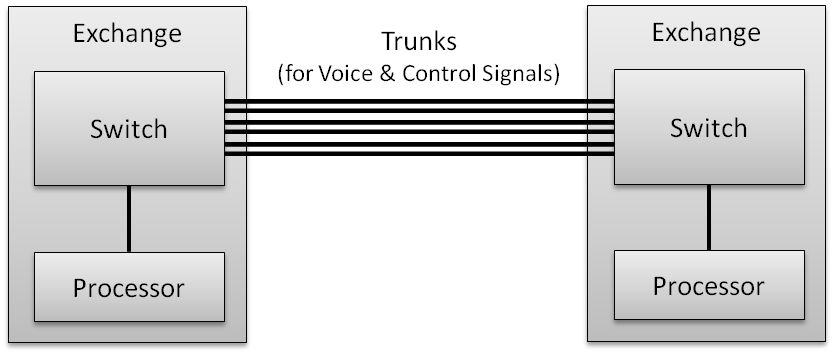 Exchange
Switch
Processor
Trunks
(for Voice & Control Signals)
Exchange
Switch
Processor